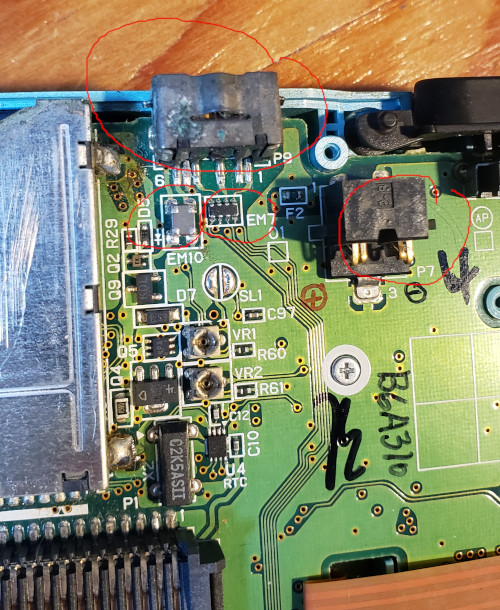 P9
6
1
EM7
F2
EM10
Q1
R29
Q2
Q9
SL1
D7
C97
VR1
Q5
R60
VR2
R61
C10
U4
RTC
C2K5ASII
P1
P7
3
AP
B6A310